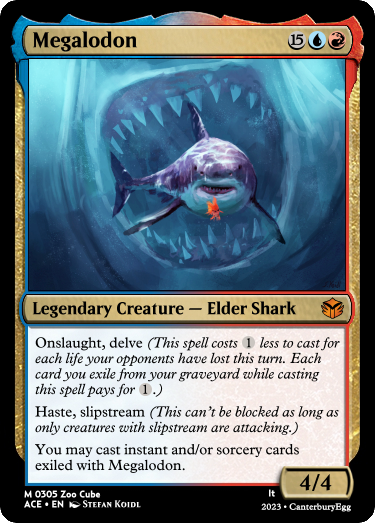 Megalodon 15
Legendary Creature — Elder Shark
Onslaught, delve (This spell costs 1 less to cast for
each life your opponents have lost this turn. Each
card you exile from your graveyard while casting
this spell pays for 1.)
Haste, slipstream (This can't be blocked as long as
only creatures with slipstream are attacking.)
You may cast instant and/or sorcery cards
exiled with Megalodon.
4/4
M 0305 Zoo Cube It
ACE • EN Stefan Koidl 2023 • CanterburyEgg